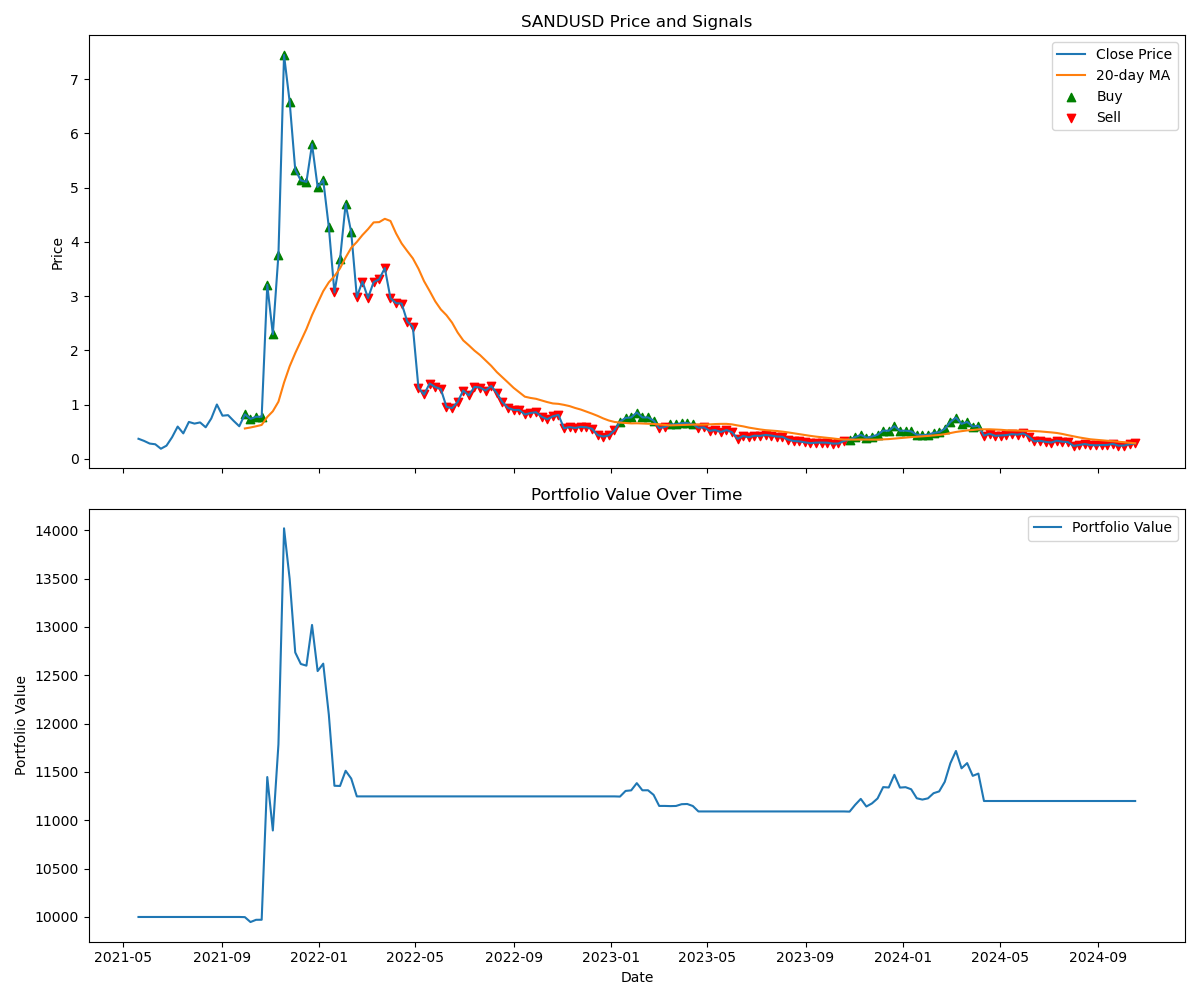 SANDUSD Price and Signals
Price
7
6
5
4
3
2
1
0
Close Price
20-day MA
Buy
Sell
Portfolio Value Over Time
Portfolio Value
14000
13500
13000
12500
12000
11500
11000
10500
10000
Portfolio Value
2021-05 2021-09 2022-01 2022-05 2022-09 2023-01 2023-05 2023-09 2024-01 2024-05 2024-09
Date